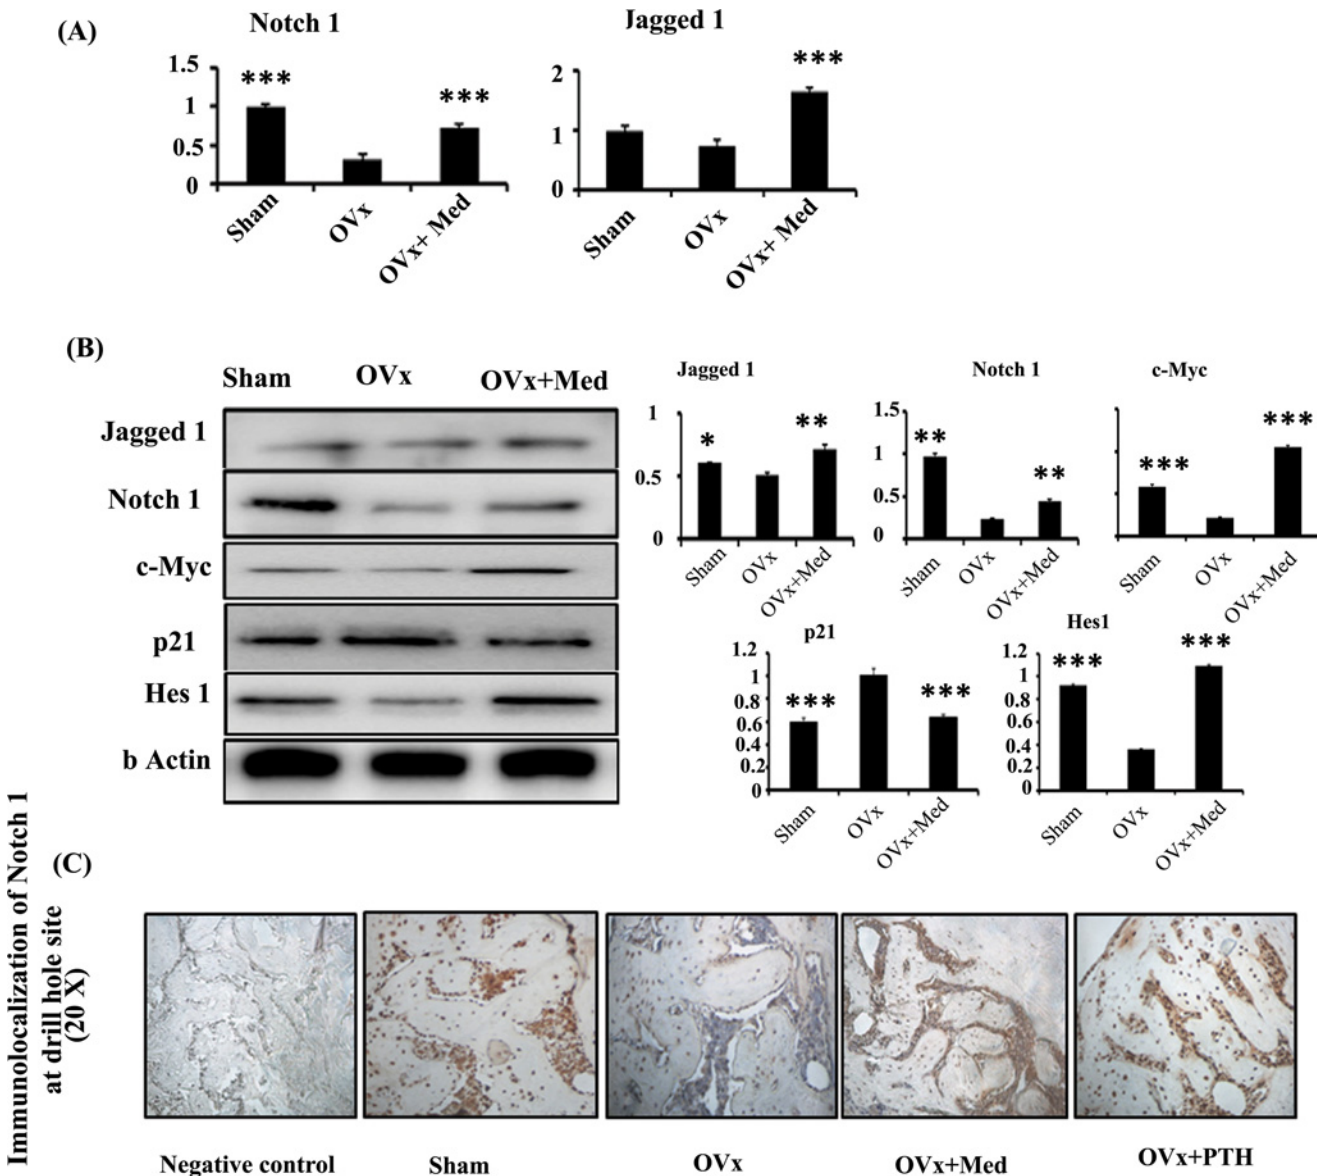 (A)
Notch 1
Jagged 1
1.5
1
0.5
0
***
***
Sham
OVx
OVx+ Med
2
1
0
***
Sham
OVx
OVx+ Med
(B)
Sham OVx OVx+Med
Jagged 1
Notch 1
c-Myc
p21
Hes 1
b Actin
Jagged 1
1
0.5
0
*
**
Sham
OVx
OVx+Med
Notch 1
1.5
1
0.5
0
**
**
Sham
OVx
OVx+Med
c-Myc
***
***
Sham
OVx
OVx+Med
p21
1.2
1
0.8
0.6
0.4
0.2
0
***
***
Sham
OVx
OVx+Med
Hes1
1.2
1
0.8
0.6
0.4
0.2
0
***
***
Sham
OVx
OVx+Med
(C)
Immunolocalization of Notch 1
at drill hole site
(20 X)
Negative control
Sham
OVx
OVx+Med
OVx+PTH